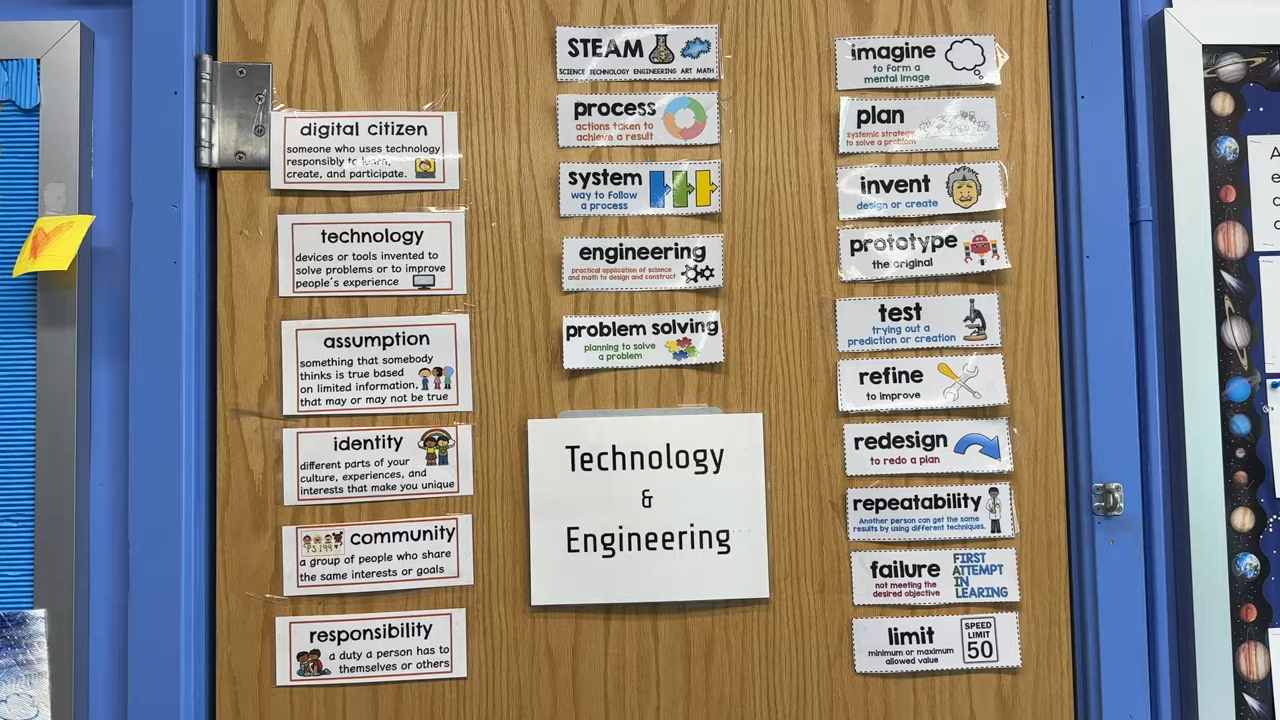 digital citizen
someone who uses technology
responsibly to learn,
create, and participate.
technology
devices or tools invented to
solve problems or to improve
people's experience
assumption
something that somebody
thinks is true based
on limited information,
that may or may not be true
identity
different parts of your
culture, experiences, and
interests that make you unique
PS 199
community
a group of people who share
the same interests or goals
responsibility
a duty a person has to
themselves or others
STEAM
SCIENCE TECHNOLOGY ENGINEERING ART MATH
process
actions taken to
achieve a result
system
way to follow
a process
engineering
practical application of science
and math to design and construct
problem solving
planning to solve
a problem
Technology
&
Engineering
imagine
to form a
mental image
plan
systemic strategy
to solve a problem
invent
design or create
prototype
the original
test
trying out a
prediction or creation
refine
to improve
redesign
to redo a plan
repeatability
Another person can get the same
results by using different techniques.
failure
not meeting the
desired objective
FIRST
ATTEMPT
IN
LEARING
limit
minimum or maximum
allowed value
SPEED
LIMIT
50